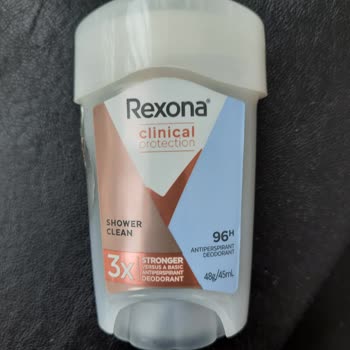 Rexona®
clinical
protection
SHOWER
CLEAN
96H
ANTIPERSPIRANT
DEODORANT
3x
STRONGER
VERSUS A BASIC
ANTIPERSPIRANT
DEODORANT
48g/45mL